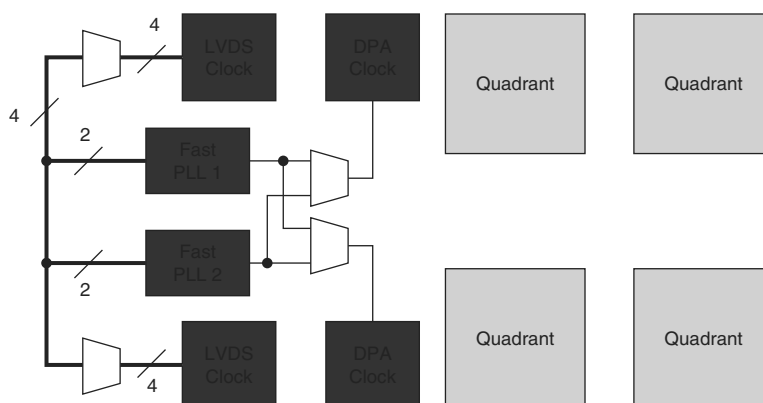 4
LVDS
Clock
DPA
Clock
Quadrant
Quadrant
4
2
Fast
PLL 1
Fast
PLL 2
2
LVDS
Clock
DPA
Clock
Quadrant
Quadrant
4